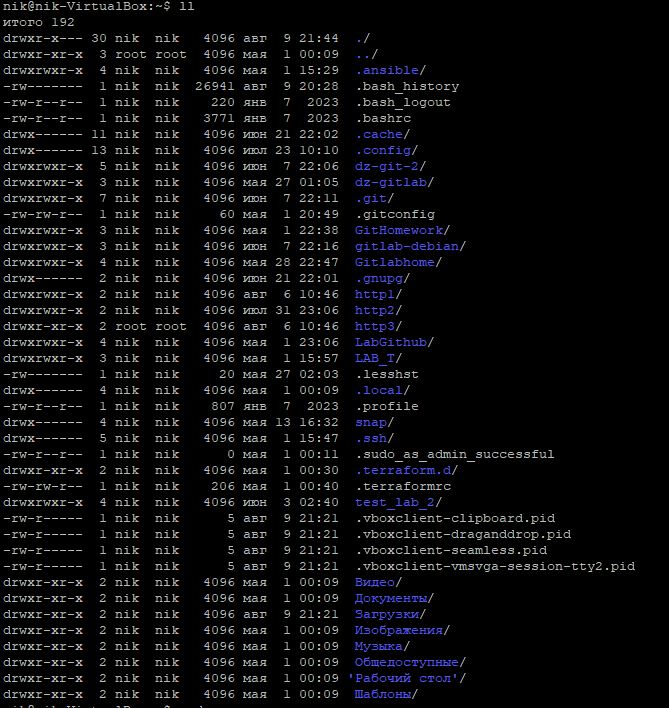 nik@nik-VirtualBox:~$ ll
итого 192
drwxr-x--- 30 nik  nik   4096 авг  9 21:44 ./
drwxr-xr-x  3 root root  4096 мая  1 00:09 ../
drwxrwxr-x  4 nik  nik   4096 мая  1 15:29 .ansible/
-rw-------  1 nik  nik  26941 авг  9 20:28 .bash_history
-rw-r--r--  1 nik  nik    220 янв  7  2023 .bash_logout
-rw-r--r--  1 nik  nik   3771 янв  7  2023 .bashrc
drwx------ 11 nik  nik   4096 июн 21 22:02 .cache/
drwx------ 13 nik  nik   4096 июл 23 10:10 .config/
drwxrwxr-x  5 nik  nik   4096 июн  7 22:06 dz-git-2/
drwxrwxr-x  3 nik  nik   4096 мая 27 01:05 dz-gitlab/
drwxrwxr-x  7 nik  nik   4096 июн  7 22:11 .git/
-rw-rw-r--  1 nik  nik     60 мая  1 20:49 .gitconfig
drwxrwxr-x  3 nik  nik   4096 мая  1 22:38 GitHomework/
drwxrwxr-x  3 nik  nik   4096 июн  7 22:16 gitlab-debian/
drwxrwxr-x  4 nik  nik   4096 мая 28 22:47 Gitlabhome/
drwx------  2 nik  nik   4096 июн 21 22:01 .gnupg/
drwxrwxr-x  2 nik  nik   4096 авг  6 10:46 http1/
drwxrwxr-x  2 nik  nik   4096 июл 31 23:06 http2/
drwxr-xr-x  2 root root  4096 авг  6 10:46 http3/
drwxrwxr-x  4 nik  nik   4096 мая  1 23:06 LabGithub/
drwxrwxr-x  3 nik  nik   4096 мая  1 15:57 LAB_T/
-rw-------  1 nik  nik     20 мая 27 02:03 .lesshst
drwx------  4 nik  nik   4096 мая  1 00:09 .local/
-rw-r--r--  1 nik  nik    807 янв  7  2023 .profile
drwx------  4 nik  nik   4096 мая 13 16:32 snap/
drwx------  5 nik  nik   4096 мая  1 15:47 .ssh/
-rw-r--r--  1 nik  nik      0 мая  1 00:11 .sudo_as_admin_successful
drwxr-xr-x  2 nik  nik   4096 мая  1 00:30 .terraform.d/
-rw-rw-r--  1 nik  nik    206 мая  1 00:40 .terraformrc
drwxrwxr-x  4 nik  nik   4096 июн  3 02:40 test_lab_2/
-rw-r-----  1 nik  nik      5 авг  9 21:21 .vboxclient-clipboard.pid
-rw-r-----  1 nik  nik      5 авг  9 21:21 .vboxclient-draganddrop.pid
-rw-r-----  1 nik  nik      5 авг  9 21:21 .vboxclient-seamless.pid
-rw-r-----  1 nik  nik      5 авг  9 21:21 .vboxclient-vmsvga-session-tty2.pid
drwxr-xr-x  2 nik  nik   4096 мая  1 00:09 Видео/
drwxr-xr-x  2 nik  nik   4096 мая  1 00:09 Документы/
drwxr-xr-x  2 nik  nik   4096 авг  9 21:21 Загрузки/
drwxr-xr-x  2 nik  nik   4096 мая  1 00:09 Изображения/
drwxr-xr-x  2 nik  nik   4096 мая  1 00:09 Музыка/
drwxr-xr-x  2 nik  nik   4096 мая  1 00:09 Общедоступные/
drwxr-xr-x  2 nik  nik   4096 мая  1 00:09 'Рабочий стол'/
drwxr-xr-x  2 nik  nik   4096 мая  1 00:09 Шаблоны/